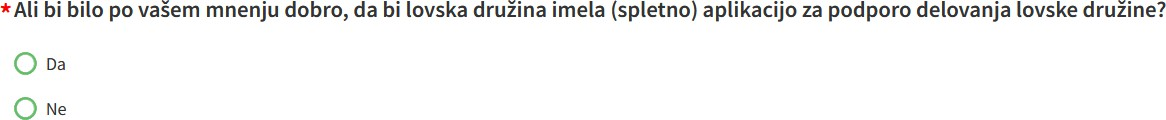 * Ali bi bilo po vašem mnenju dobro, da bi lovska družina imela (spletno) aplikacijo za podporo delovanja lovske družine?
Da
Ne